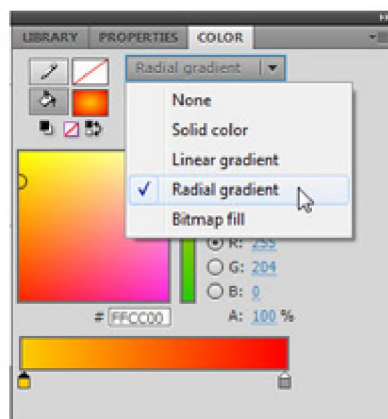 LIBRARY PROPERTIES COLOR
Radial gradient
None
Solid color
Linear gradient
Radial gradient
Bitmap fill
R: 255
G: 204
B: 0
# FFCC00 A: 100 %